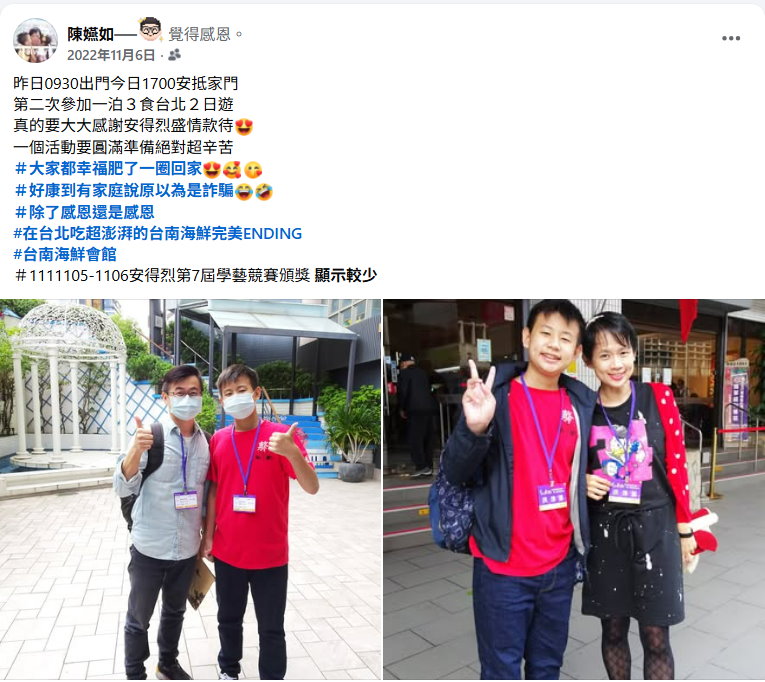 陳嬿如──覺得感恩。
2022年11月6日 ·
昨日0930出門今日1700安抵家門
第二次參加一泊３食台北２日遊
真的要大大感謝安得烈盛情款待😍
一個活動要圓滿準備絕對超辛苦
＃大家都幸福肥了一圈回家😍🥰😋
＃好康到有家庭說原以為是詐騙😂🤣
＃除了感恩還是感恩
#在台北吃超澎湃的台南海鮮完美ENDING
#台南海鮮會館
＃1111105-1106安得烈第7屆學藝競賽頒獎 顯示較少